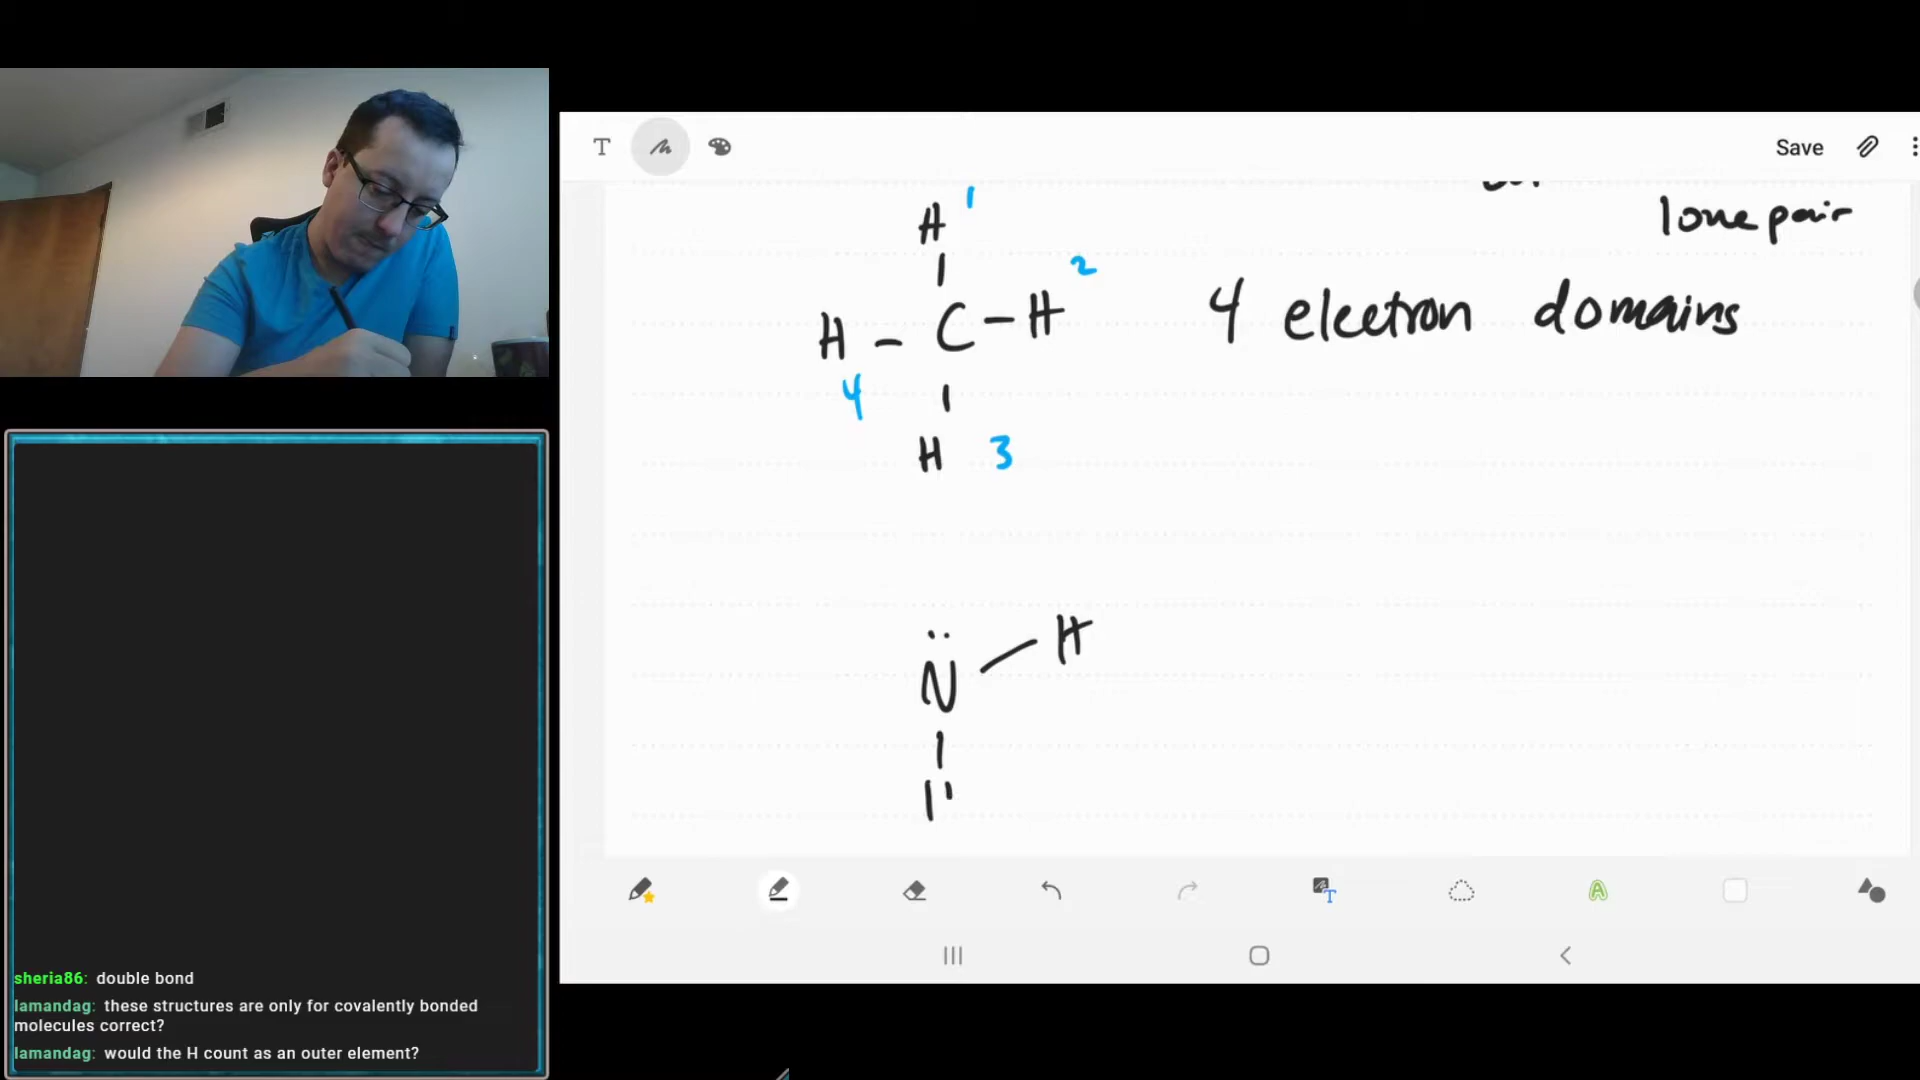 T Save
H 1
lone pair
2
H - C - H 4 electron domains
4
H 3
N H
sheria86: double bond
lamandag: these structures are only for covalently bonded
molecules correct?
lamandag: would the H count as an outer element?